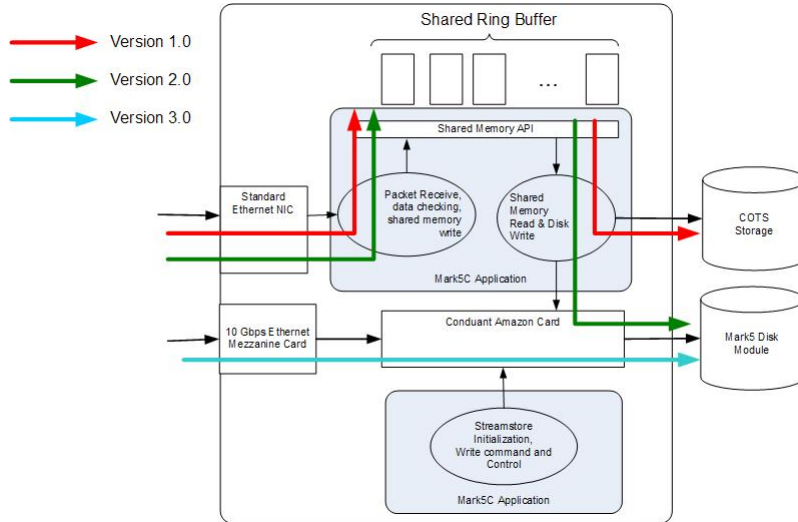 Shared Ring Buffer
Version 1.0
Version 2.0
Version 3.0
...
Shared Memory API
Standard
Ethernet NIC
Packet Receive,
data checking,
shared memory
write
Shared
Memory
Read & Disk
Write
COTS
Storage
Mark5C Application
10 Gbps Ethernet
Mezzanine Card
Conduant Amazon Card
Mark5 Disk
Module
Streamstore
Initialization,
Write command and
Control
Mark5C Application